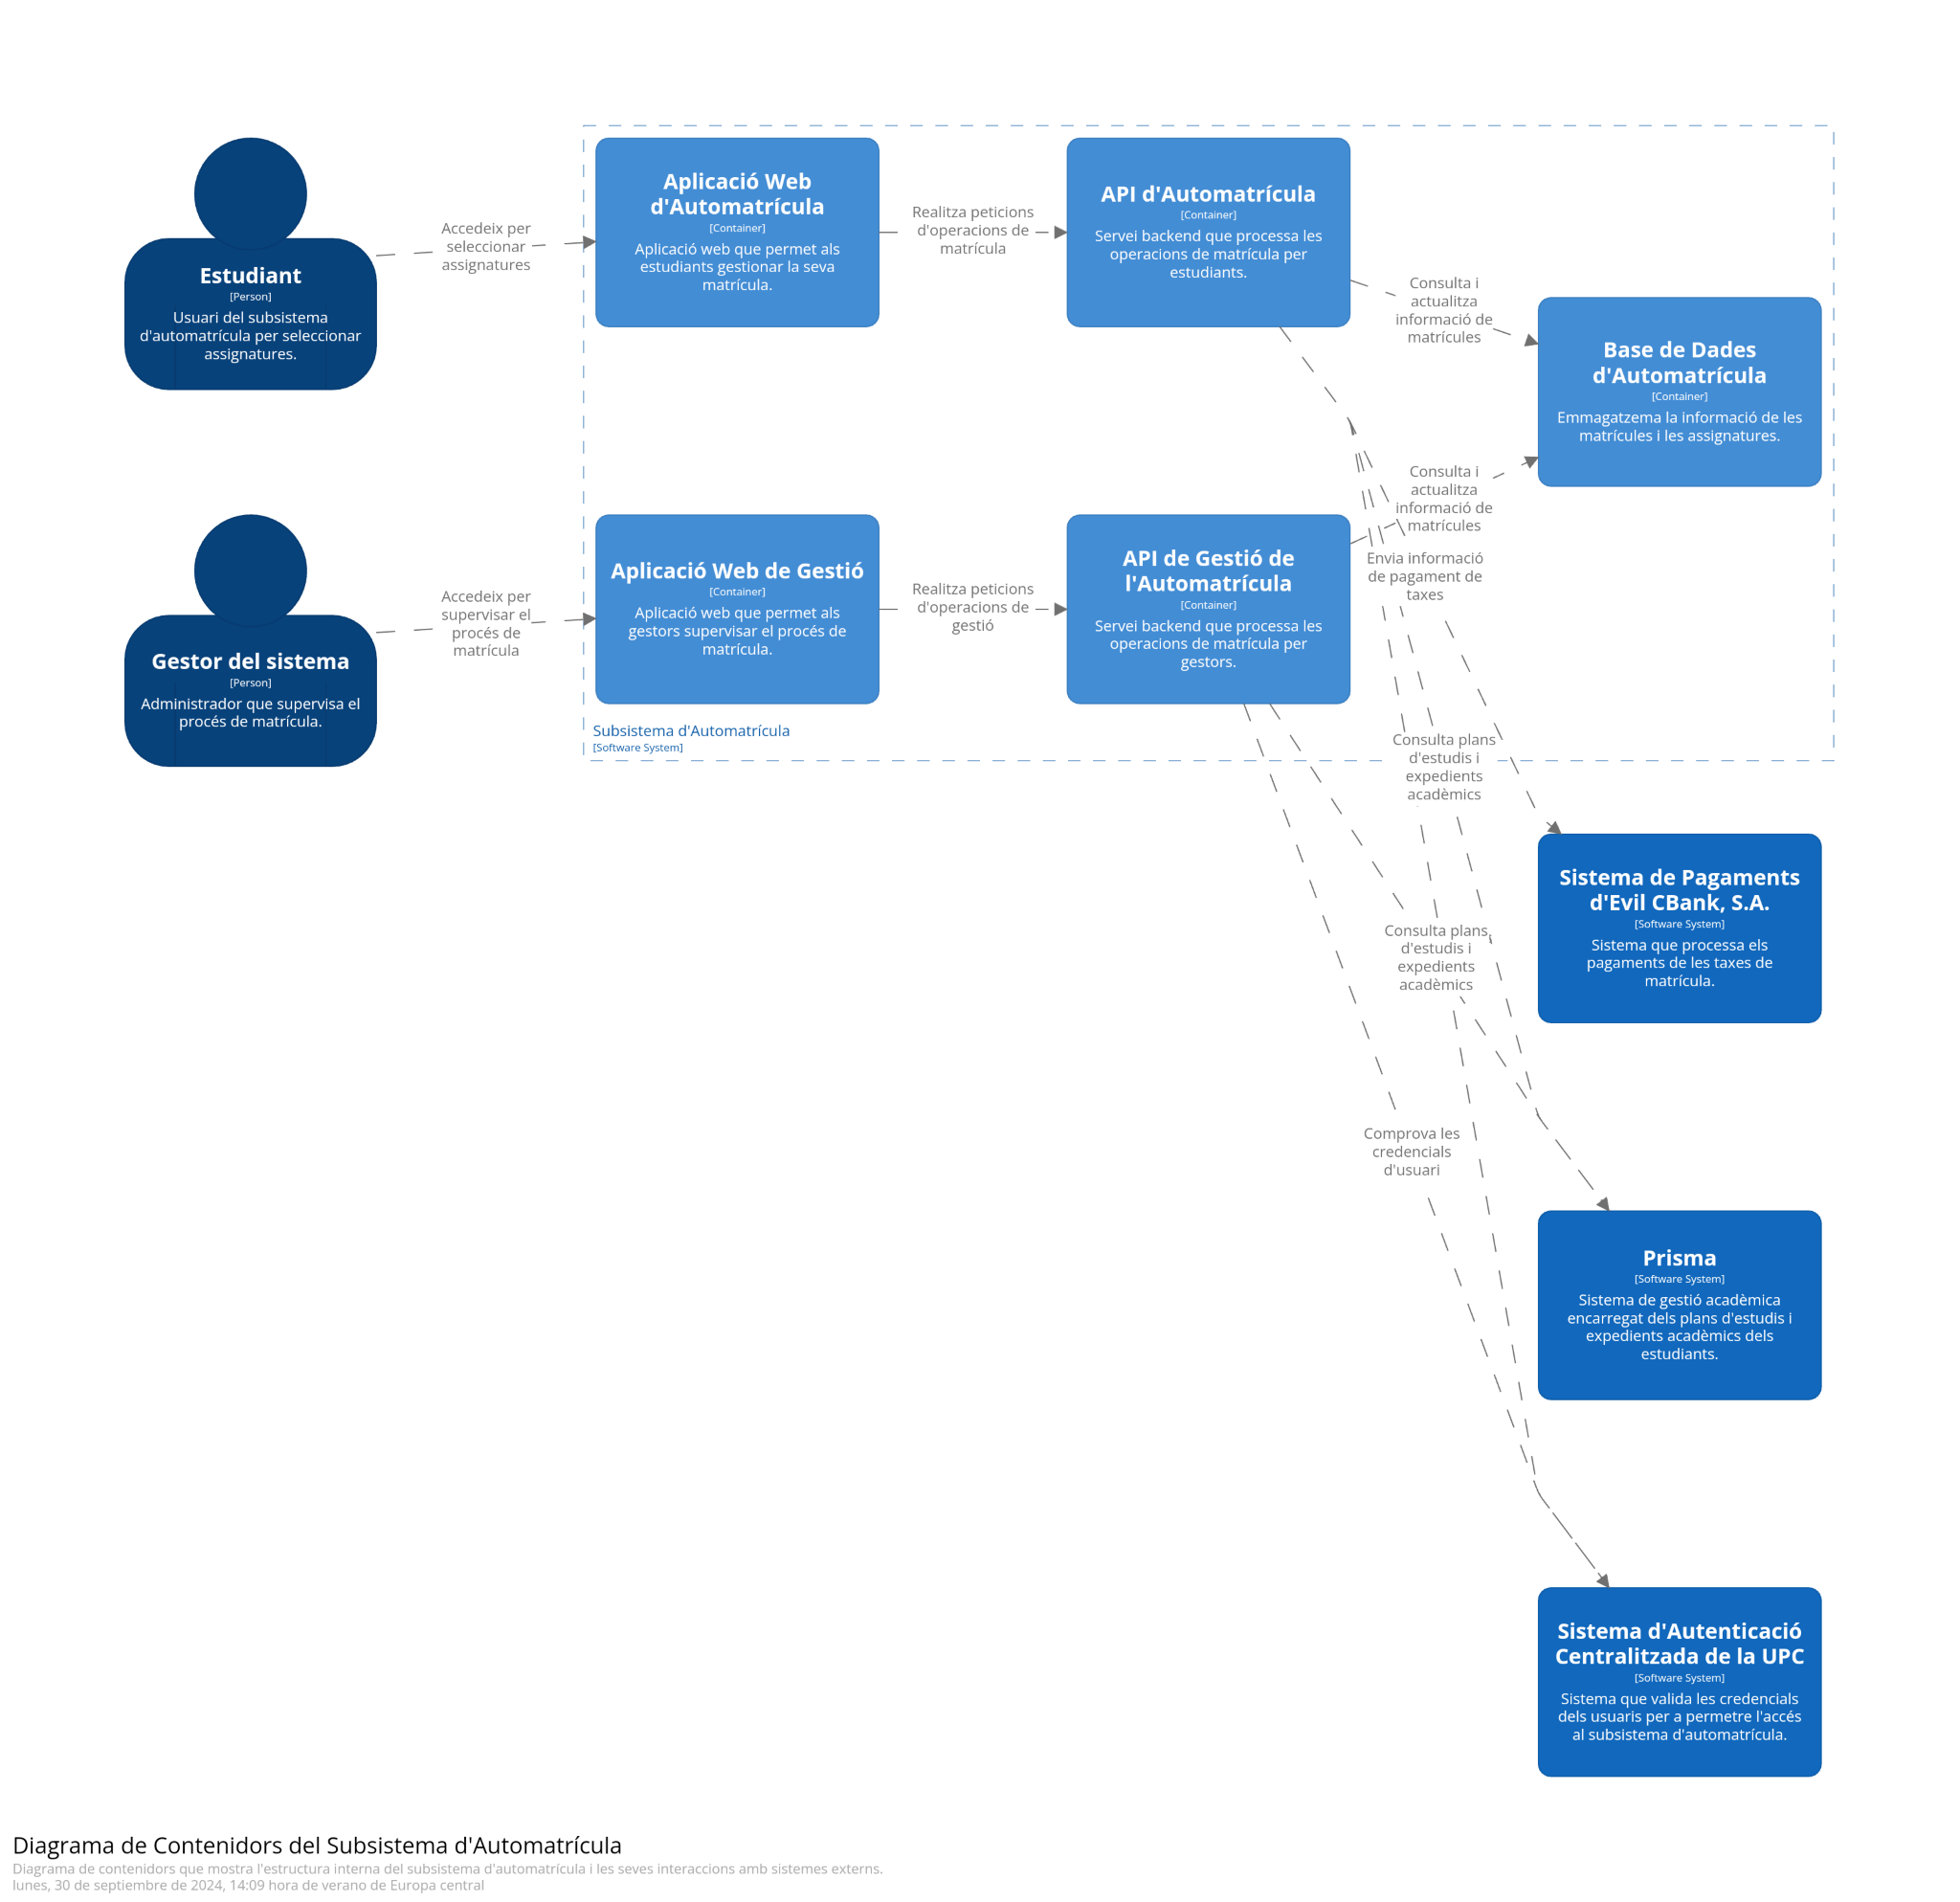 Estudiant
[Person]
Usuari del subsistema
d'automatrícula per seleccionar
assignatures.
Accedeix per
seleccionar
assignatures
Aplicació Web
d'Automatrícula
[Container]
Aplicació web que permet als
estudiants gestionar la seva
matrícula.
Realitza peticions
d'operacions de
matrícula
API d'Automatrícula
[Container]
Servei backend que processa les
operacions de matrícula per
estudiants.
Consulta i
actualitza
informació de
matrícules
Base de Dades
d'Automatrícula
[Container]
Emmagatzema la informació de les
matrícules i les assignatures.
Gestor del sistema
[Person]
Administrador que supervisa el
procés de matrícula.
Accedeix per
supervisar el
procés de
matrícula
Aplicació Web de Gestió
[Container]
Aplicació web que permet als
gestors supervisar el procés de
matrícula.
Realitza peticions
d'operacions de
gestió
API de Gestió de
l'Automatrícula
[Container]
Servei backend que processa les
operacions de matrícula per
gestors.
Consulta i
actualitza
informació de
matrícules
Envia informació
de pagament de
taxes
Subsistema d'Automatrícula
[Software System]
Consulta plans
d'estudis i
expedients
acadèmics
Sistema de Pagaments
d'Evil CBank, S.A.
[Software System]
Sistema que processa els
pagaments de les taxes de
matrícula.
Consulta plans
d'estudis i
expedients
acadèmics
Comprova les
credencials
d'usuari
Prisma
[Software System]
Sistema de gestió acadèmica
encarregat dels plans d'estudis i
expedients acadèmics dels
estudiants.
Sistema d'Autenticació
Centralitzada de la UPC
[Software System]
Sistema que valida les credencials
dels usuaris per a permetre l'accés
al subsistema d'automatrícula.
Diagrama de Contenidors del Subsistema d'Automatrícula
Diagrama de contenidors que mostra l'estructura interna del subsistema d'automatrícula i les seves interaccions amb sistemes externs.
lunes, 30 de septiembre de 2024, 14:09 hora de verano de Europa central